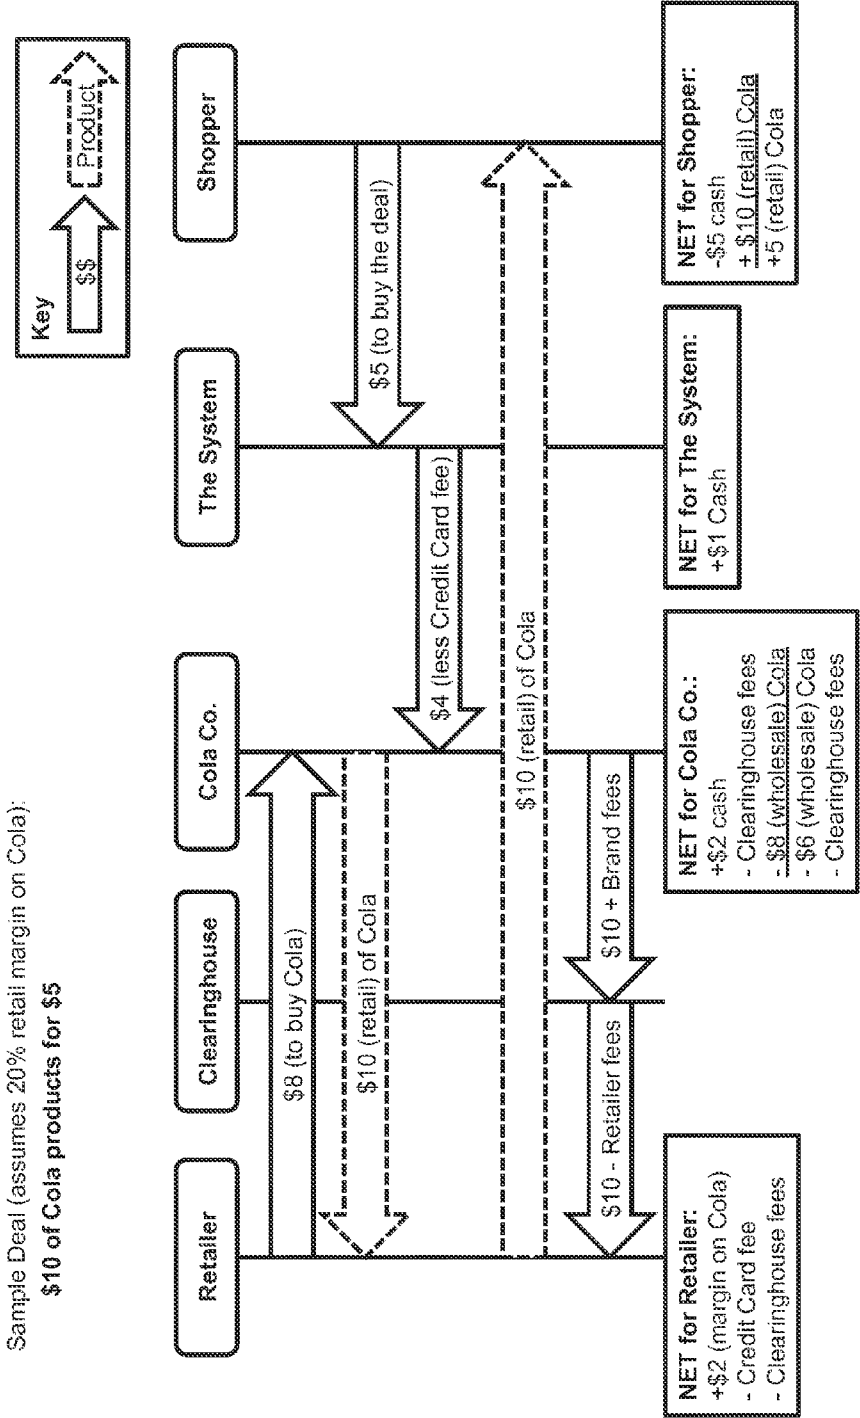 Sample Deal (assumes 20% retail margin on Cola):
$10 of Cola products for $5
Key
$$
Product
Retailer
Clearinghouse
Cola Co.
The System
Shopper
$8 (to buy Cola)
$10 (retail) of Cola
$5 (to buy the deal)
$4 (less Credit Card fee)
$10 (retail) of Cola
$10 - Retailer fees
$10 + Brand fees
NET for Retailer:
+$2 (margin on Cola)
- Credit Card fee
- Clearinghouse fees
NET for Cola Co.:
+$2 cash
- Clearinghouse fees
- $8 (wholesale) Cola
- $6 (wholesale) Cola
- Clearinghouse fees
NET for The System:
+$1 Cash
NET for Shopper:
-$5 cash
+ $10 (retail) Cola
+5 (retail) Cola